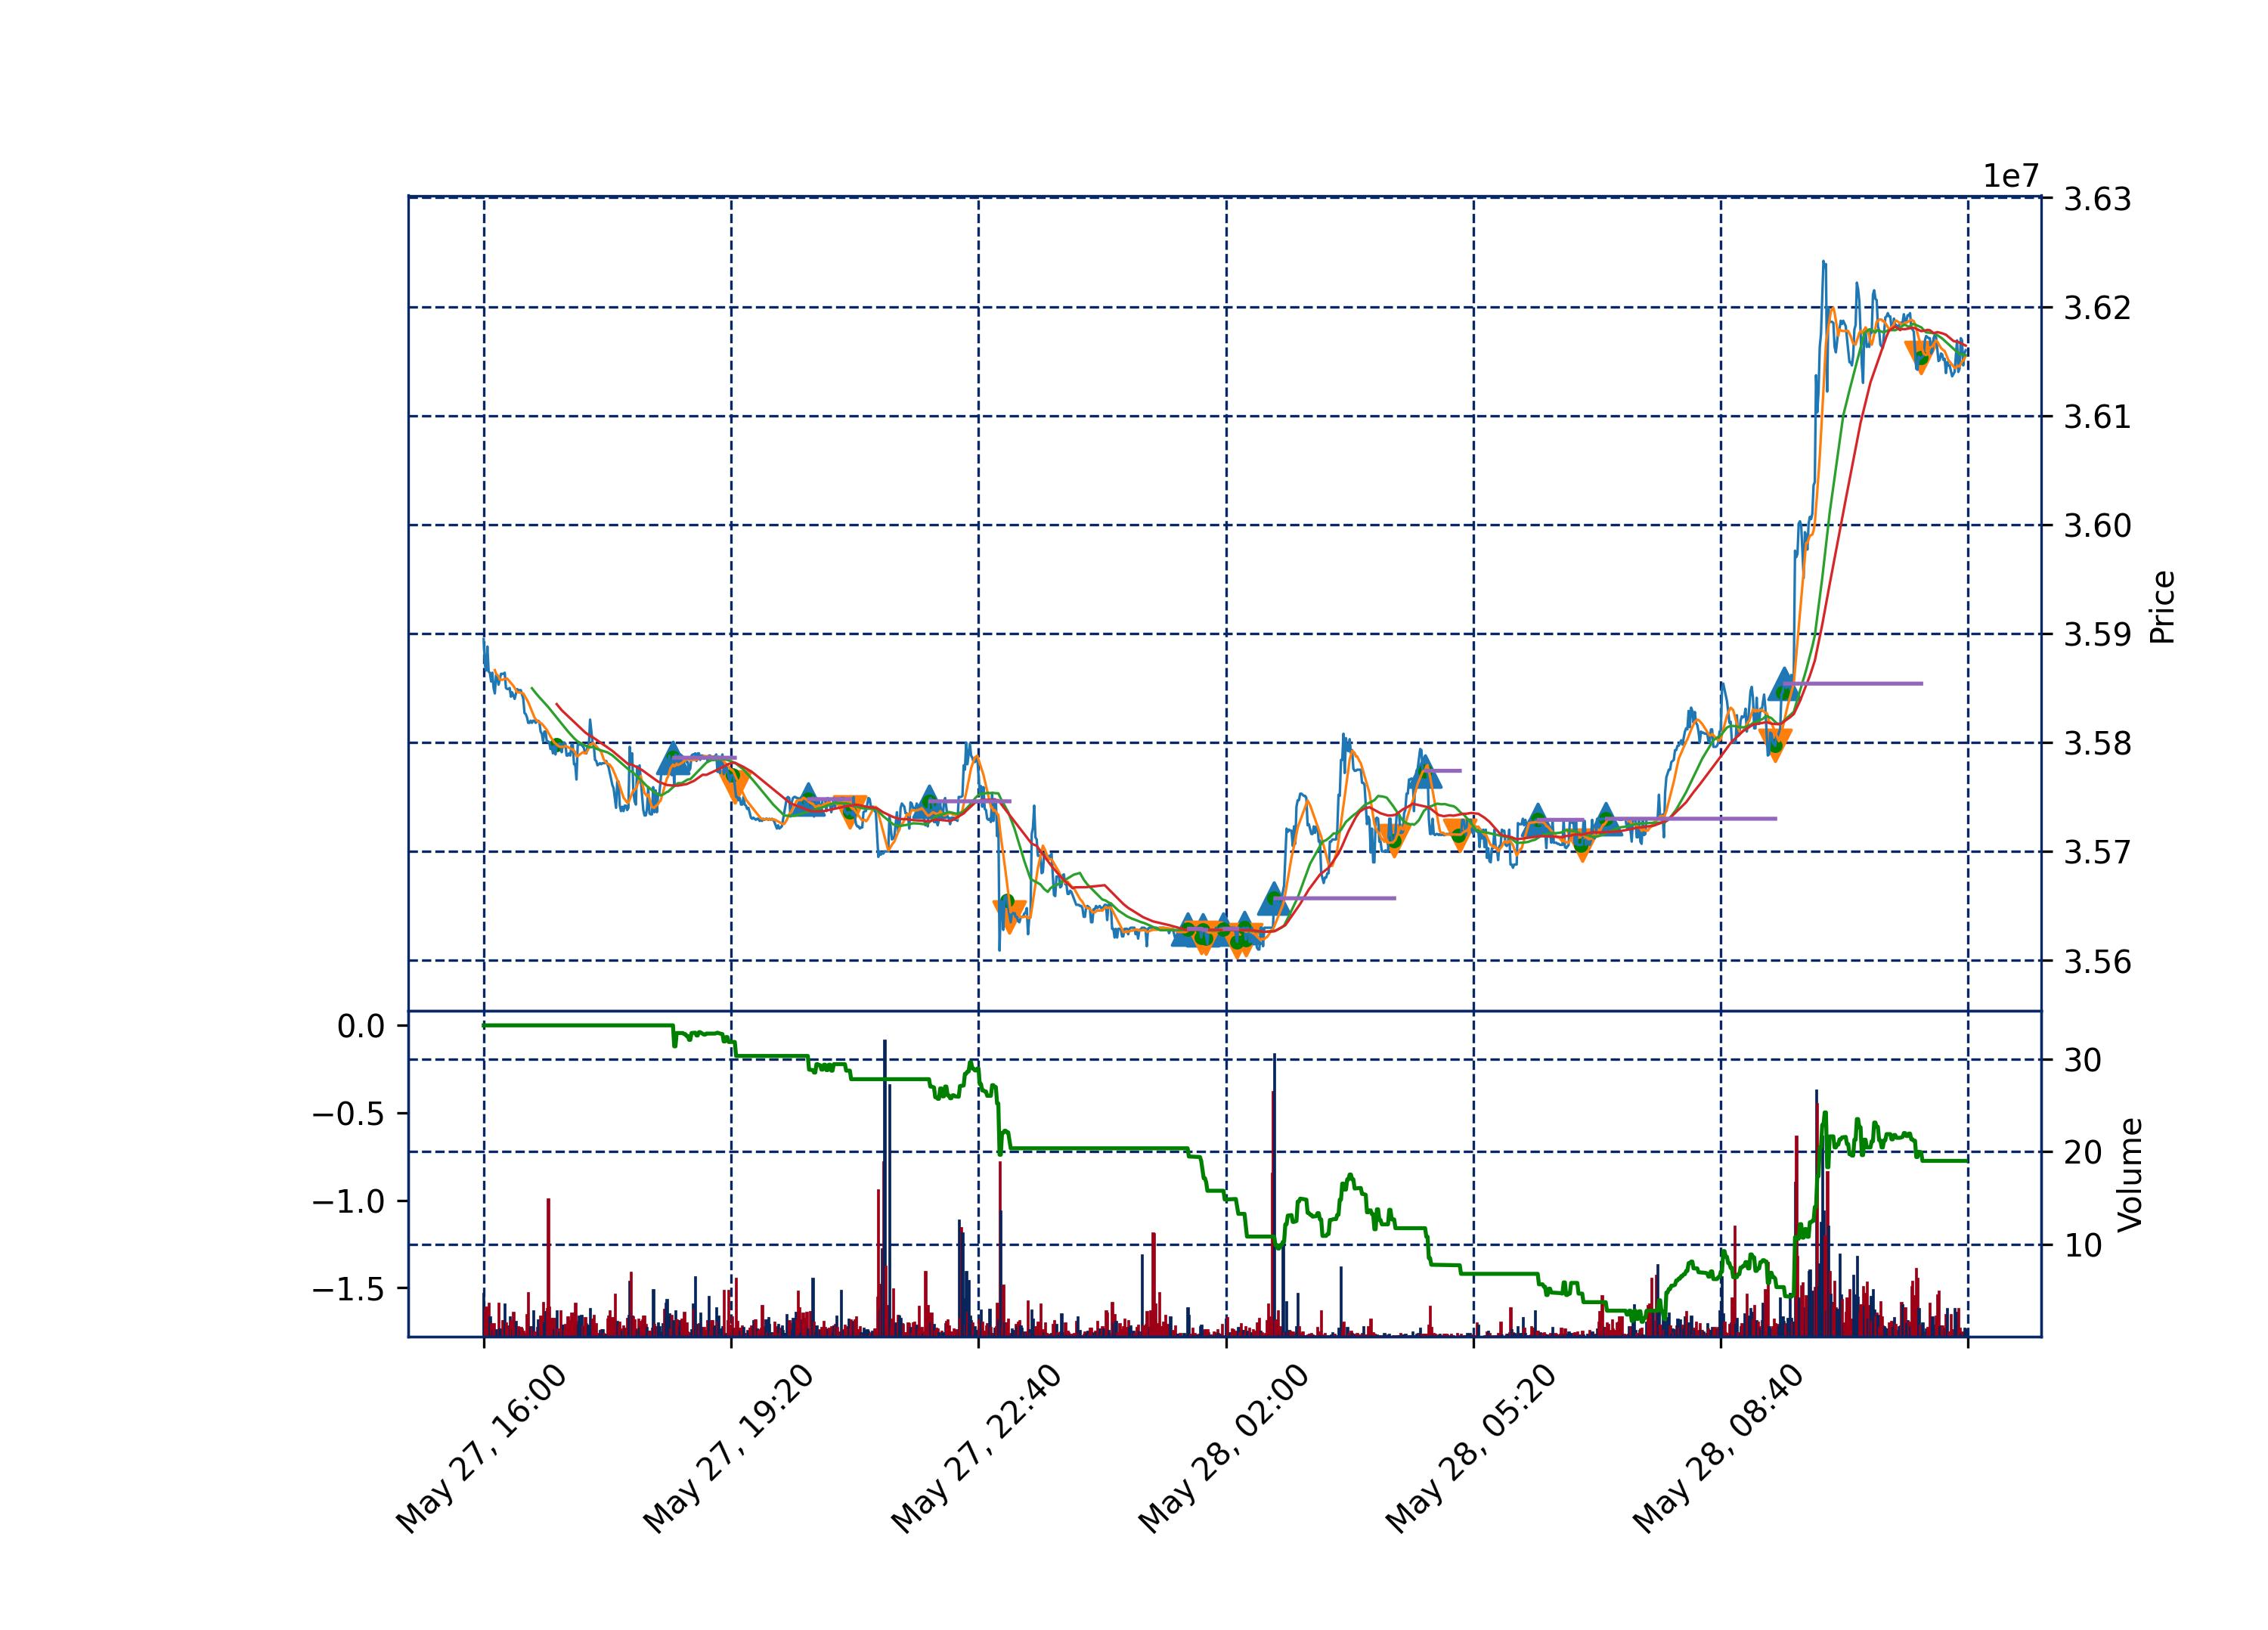 1e7
3.63
3.62
3.61
3.60
3.59
3.58
3.57
3.56
Price
0.0
−0.5
−1.0
−1.5
30
20
10
Volume
May 27, 16:00
May 27, 19:20
May 27, 22:40
May 28, 02:00
May 28, 05:20
May 28, 08:40